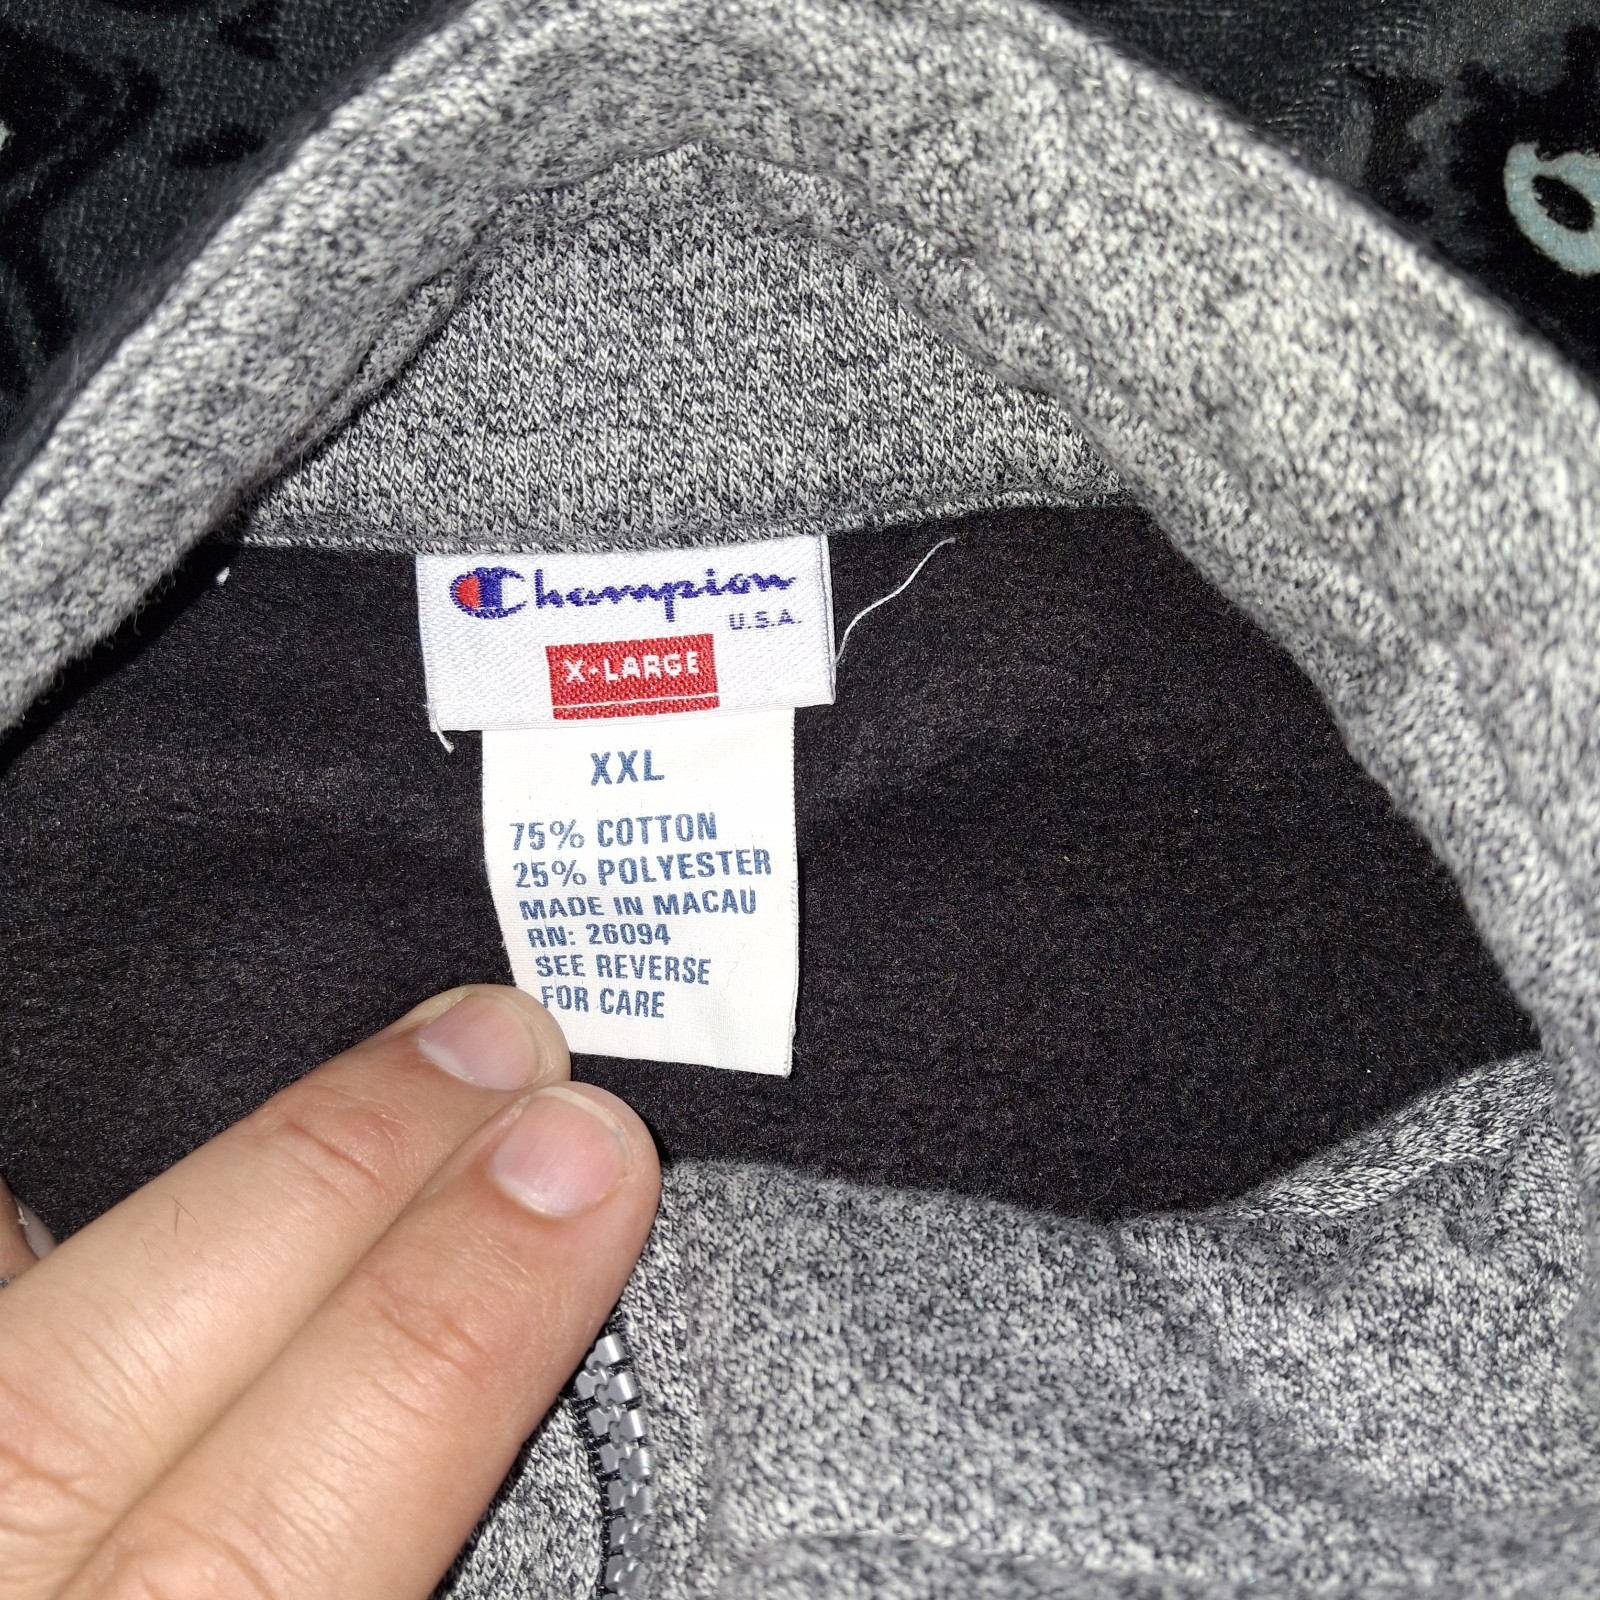 Champion
U.S.A.
X-LARGE
XXL
75% COTTON
25% POLYESTER
MADE IN MACAU
RN: 26094
SEE REVERSE
FOR CARE